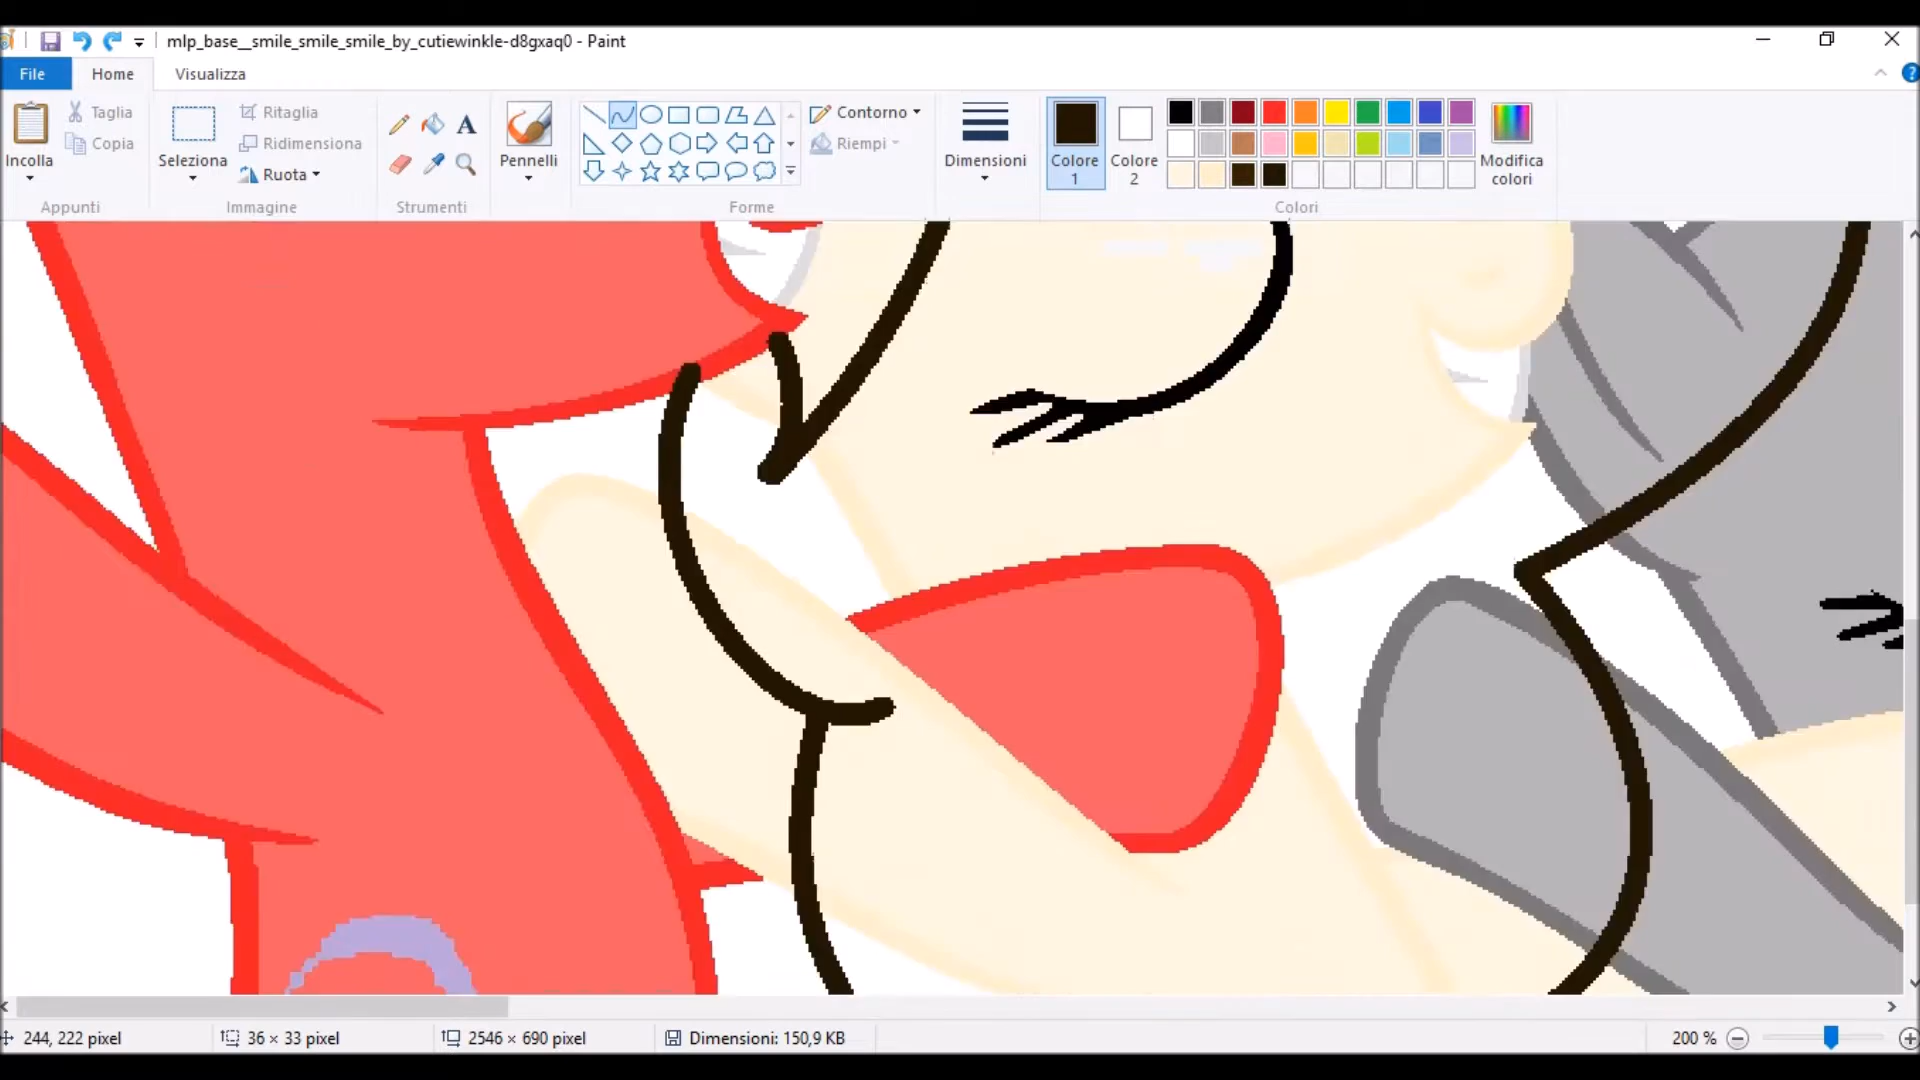 mlp_base__smile_smile_smile_by_cutiewinkle-d8gxaq0 - Paint
File Home Visualizza
Incolla
Taglia
Copia
Appunti
Seleziona
Ritaglia
Ridimensiona
Ruota
Immagine
A
Strumenti
Pennelli
Contorno
Riempi
Forme
Dimensioni
Colore 1
Colore 2
Modifica colori
Colori
244, 222 pixel 36 × 33 pixel 2546 × 690 pixel Dimensioni: 150,9 KB 200 %